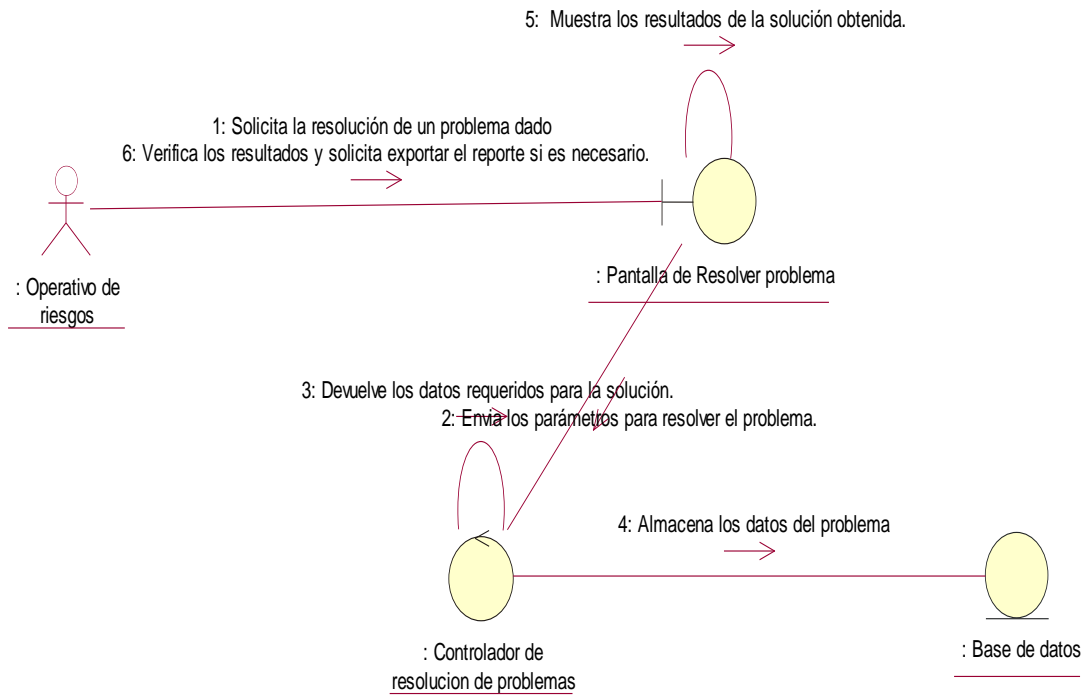 5:  Muestra los resultados de la solución obtenida.
1: Solicita la resolución de un problema dado
6: Verifica los resultados y solicita exportar el reporte si es necesario.
: Pantalla de Resolver problema
: Operativo de
riesgos
3: Devuelve los datos requeridos para la solución.
2: Envia los parámetros para resolver el problema.
4: Almacena los datos del problema
: Controlador de
resolucion de problemas
: Base de datos